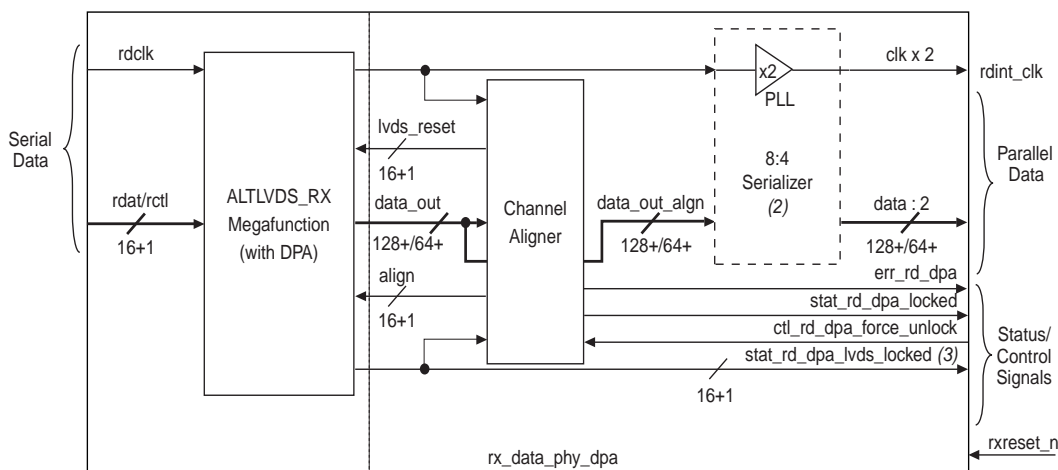 rdclk
clk x 2
rdint_clk
x2
PLL
lvds_reset
16+1
Serial
Data
Parallel
Data
8:4
Serializer
(2)
ALTLVDS_RX
Megafunction
(with DPA)
rdat/rctl
16+1
data_out
128+/64+
Channel
Aligner
data_out_algn
128+/64+
data : 2
128+/64+
align
16+1
err_rd_dpa
stat_rd_dpa_locked
ctl_rd_dpa_force_unlock
stat_rd_dpa_lvds_locked (3)
16+1
Status/
Control
Signals
rxreset_n
rx_data_phy_dpa